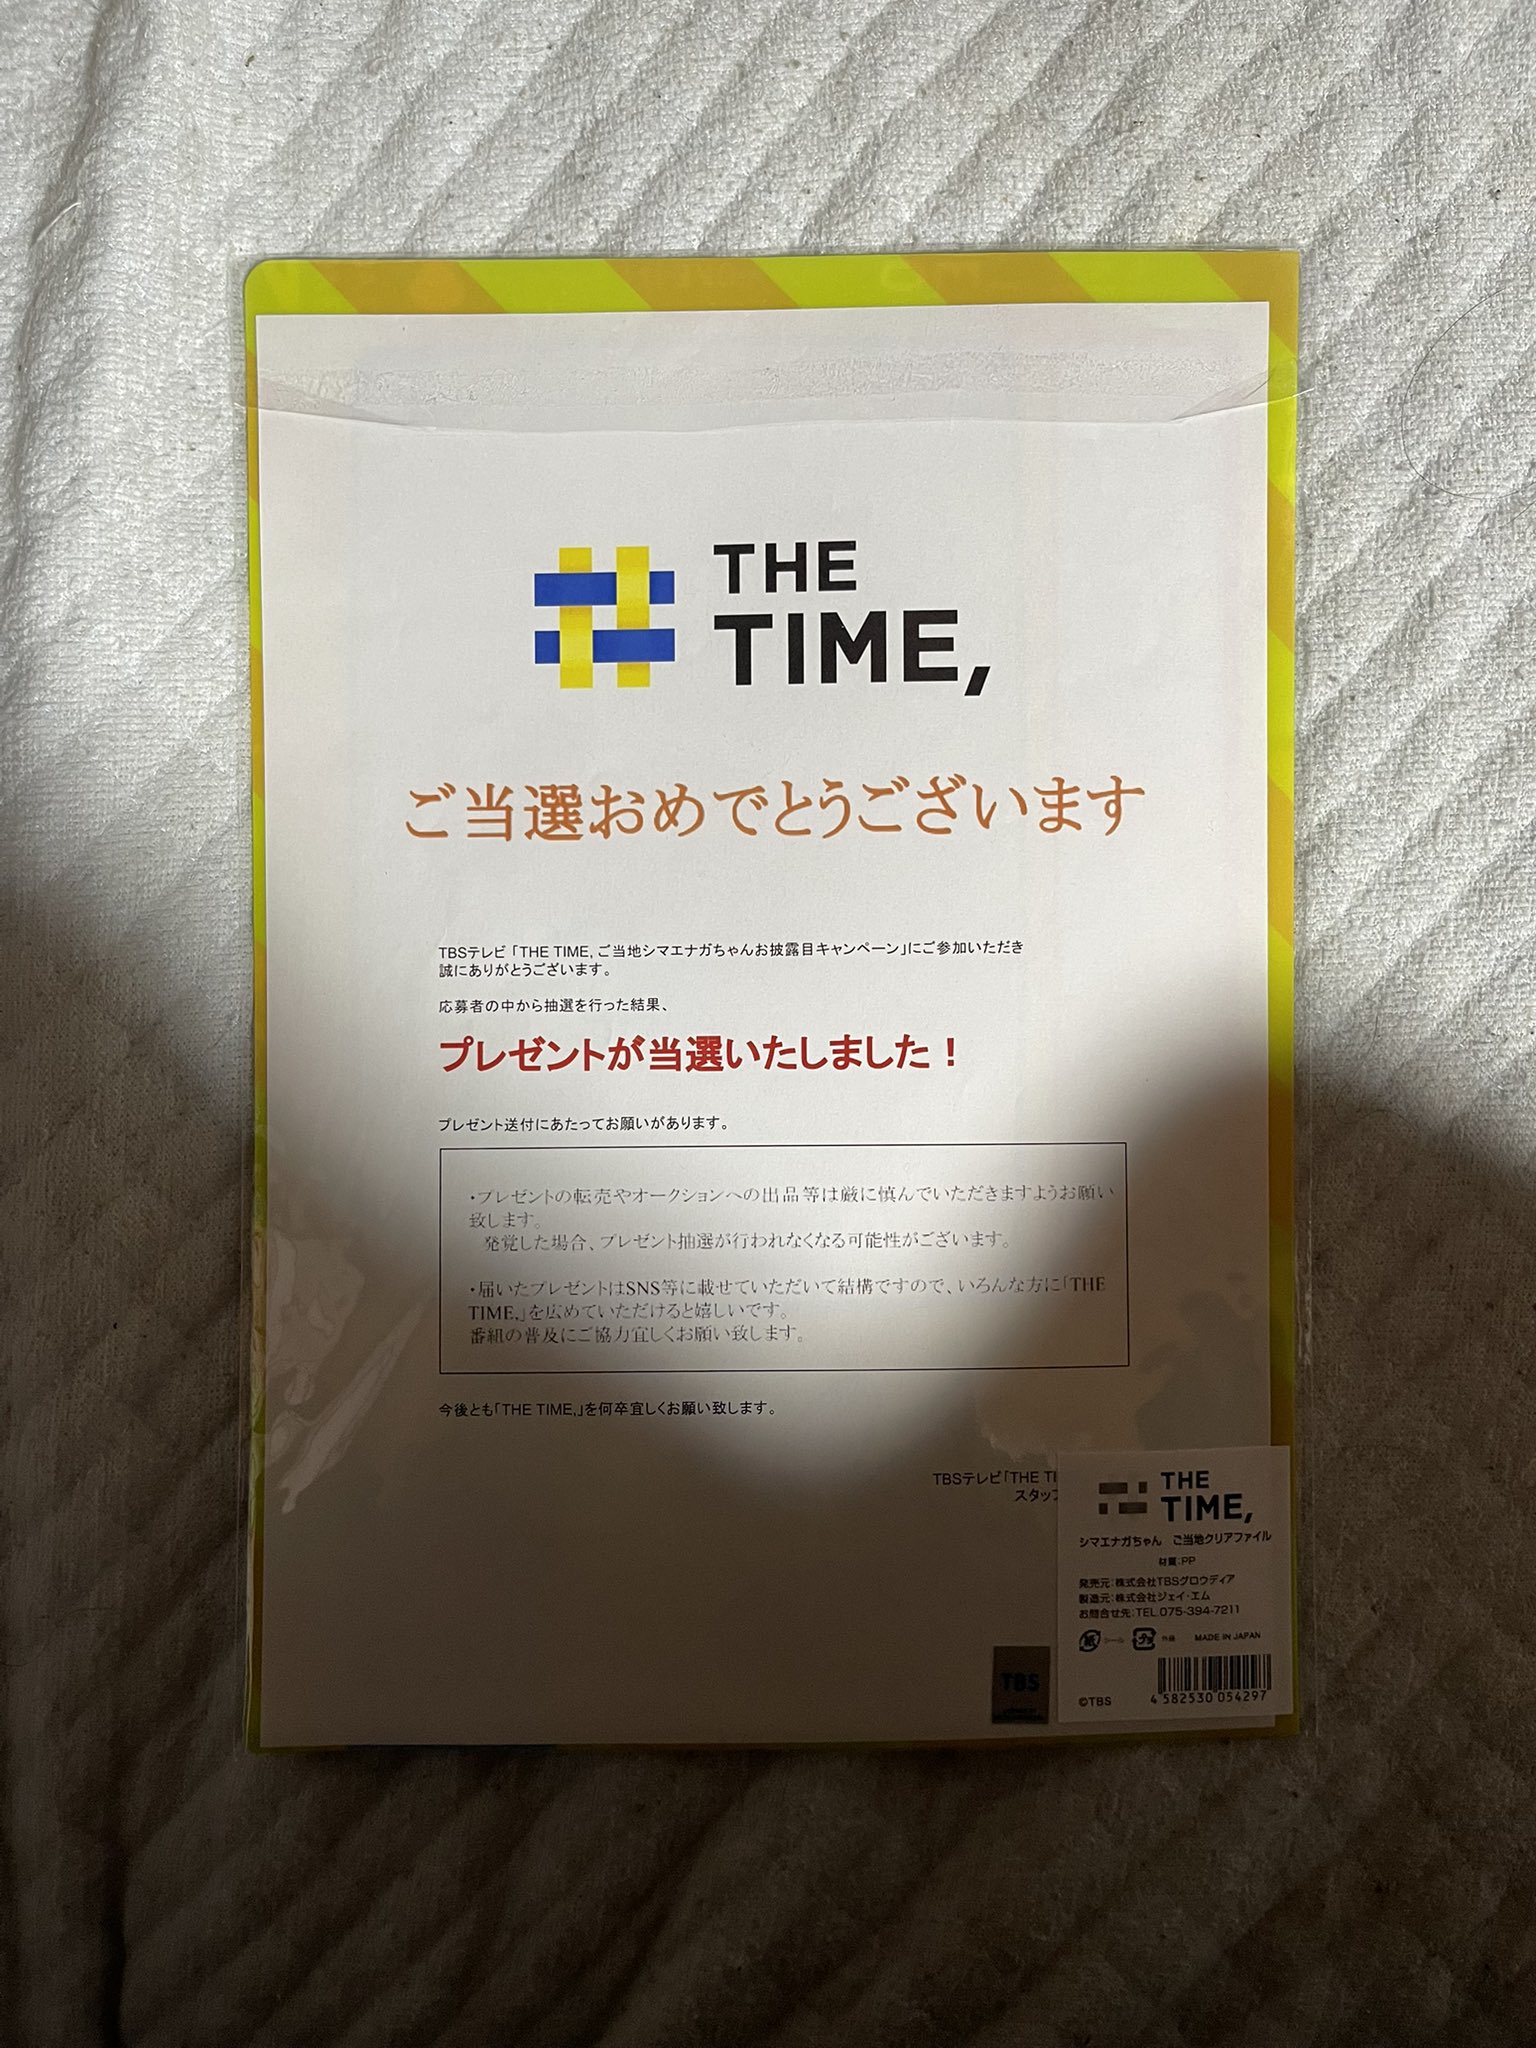 THE
TIME,
ご当選おめでとうございます
TBSテレビ「THE TIME, ご当地シマエナガちゃんお披露目キャンペーン」にご参加いただき
誠にありがとうございます。
応募者の中から抽選を行った結果、
プレゼントが当選いたしました！
プレゼント送付にあたってお願いがあります。
・プレゼントの転売やオークションへの出品等は厳に慎んでいただきますようお願い
致します。
発覚した場合、プレゼント抽選が行われなくなる可能性がございます。
・届いたプレゼントはSNS等に載せていただいて結構ですので、いろんな方に「THE
TIME,」を広めていただけると嬉しいです。
番組の普及にご協力宜しくお願い致します。
今後とも「THE TIME,」を何卒宜しくお願い致します。
TBSテレビ「THE TI
スタッフ
THE
TIME,
シマエナガちゃん ご当地クリアファイル
材質:PP
発売元:株式会社TBSグロウディア
製造元:株式会社ジェイ・エム
お問合せ先:TEL.075-394-7211
紙 シール プラ 外袋 MADE IN JAPAN
TBS
©TBS
4 582530 054297